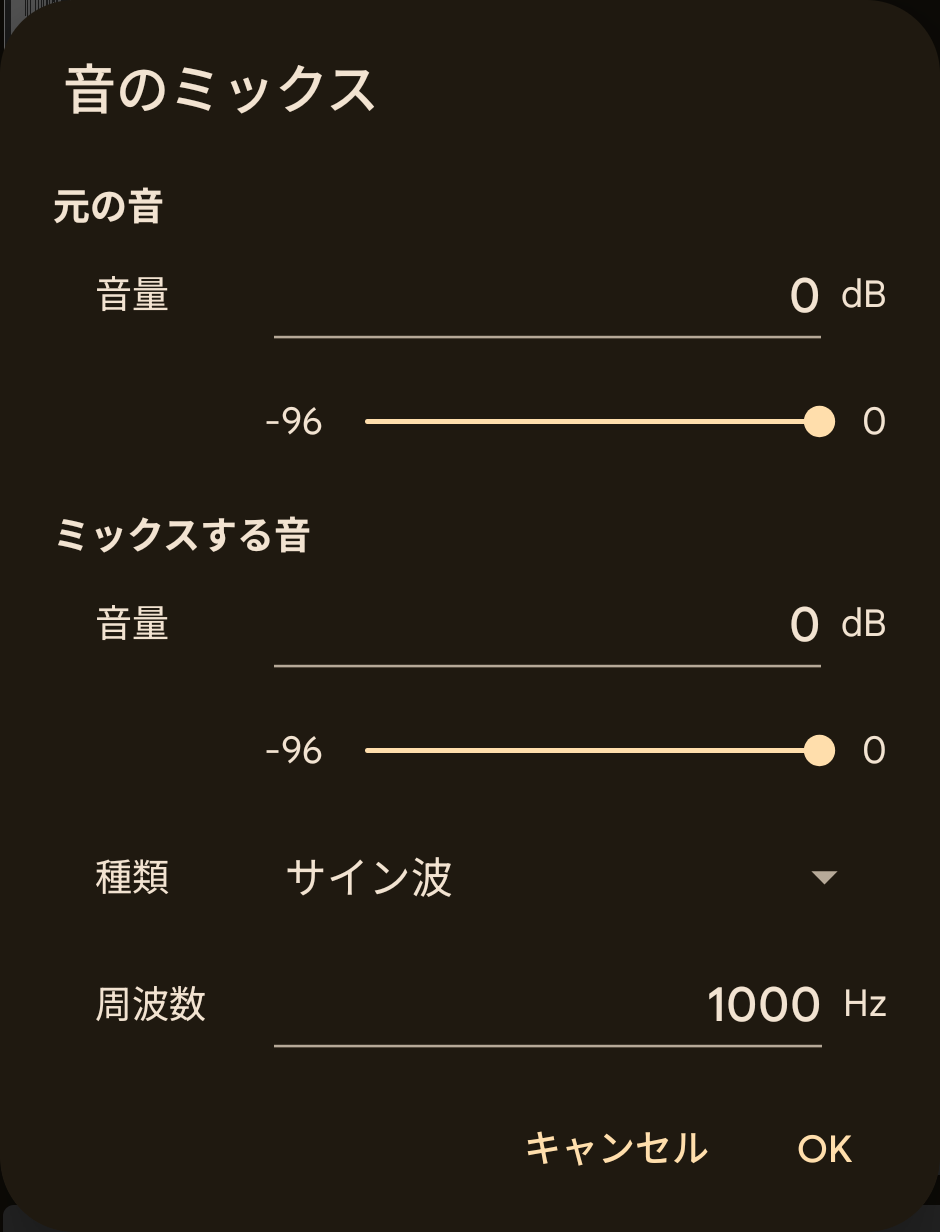 音のミックス
元の音
音量 0 dB
-96 0
ミックスする音
音量 0 dB
-96 0
種類 サイン波
周波数 1000 Hz
キャンセル OK